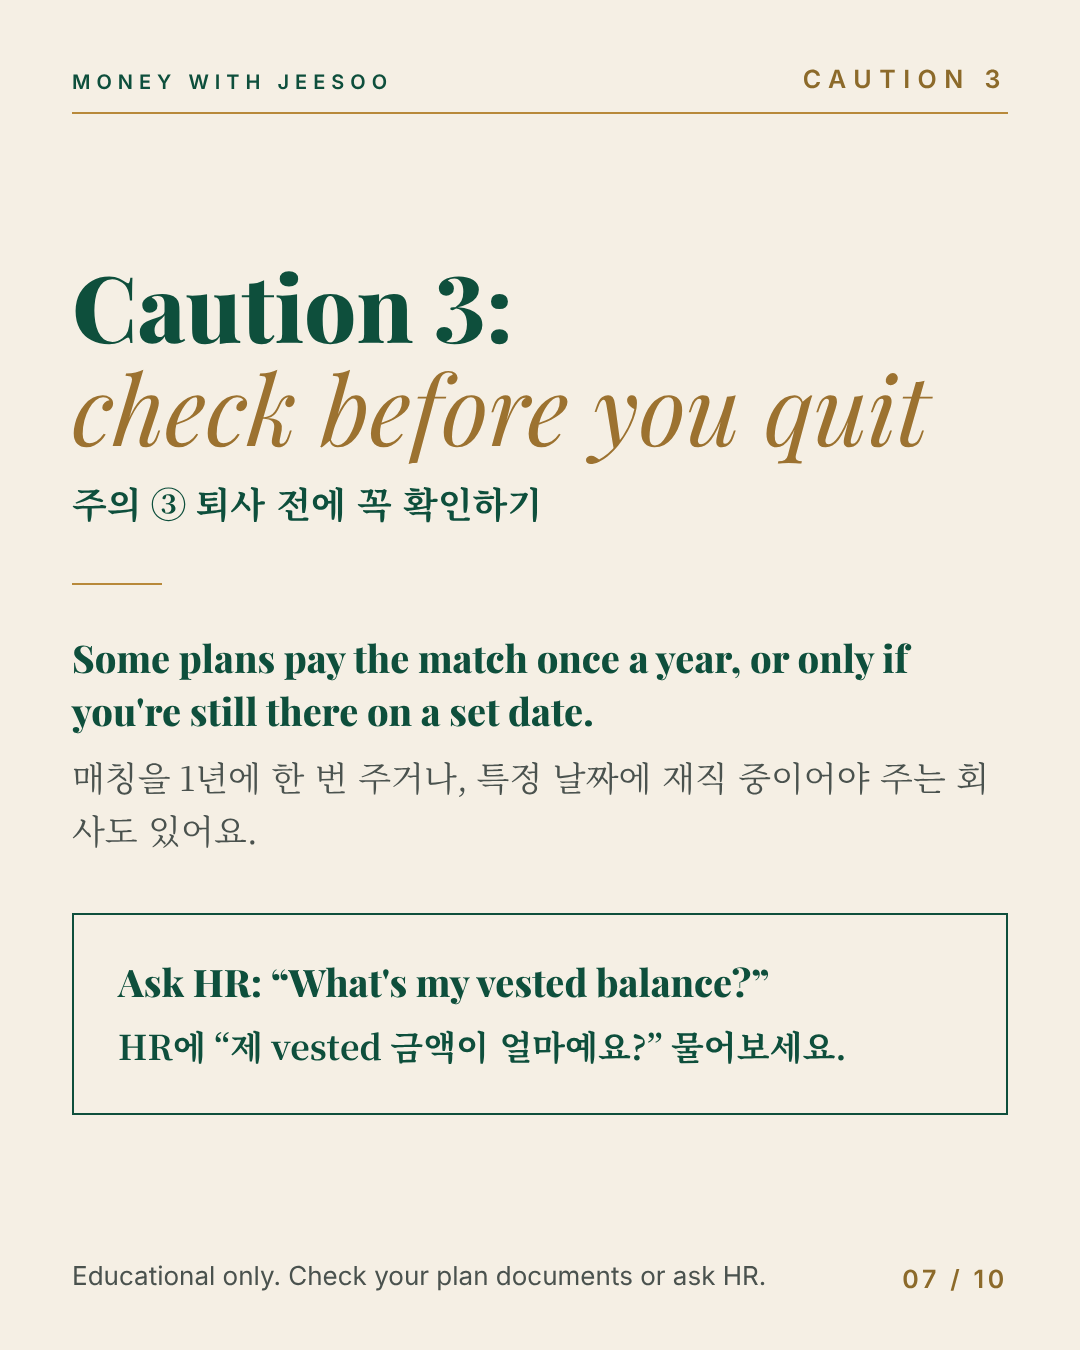 MONEY WITH JEESOO
CAUTION 3
Caution 3:
check before you quit
주의 ③ 퇴사 전에 꼭 확인하기
Some plans pay the match once a year, or only if
you're still there on a set date.
매칭을 1년에 한 번 주거나, 특정 날짜에 재직 중이어야 주는 회
사도 있어요.
Ask HR: “What's my vested balance?”
HR에 “제 vested 금액이 얼마예요?” 물어보세요.
Educational only. Check your plan documents or ask HR.
07 / 10